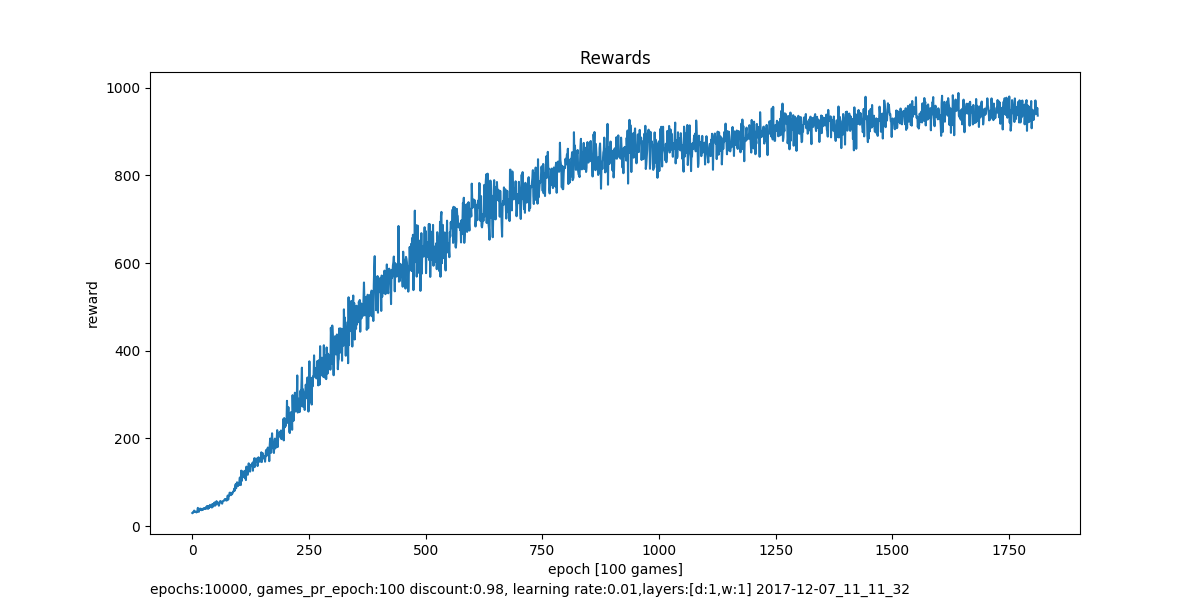 Rewards
1000
800
600
400
200
0
reward
0 250 500 750 1000 1250 1500 1750
epoch [100 games]
epochs:10000, games_pr_epoch:100 discount:0.98, learning rate:0.01,layers:[d:1,w:1] 2017-12-07_11_11_32